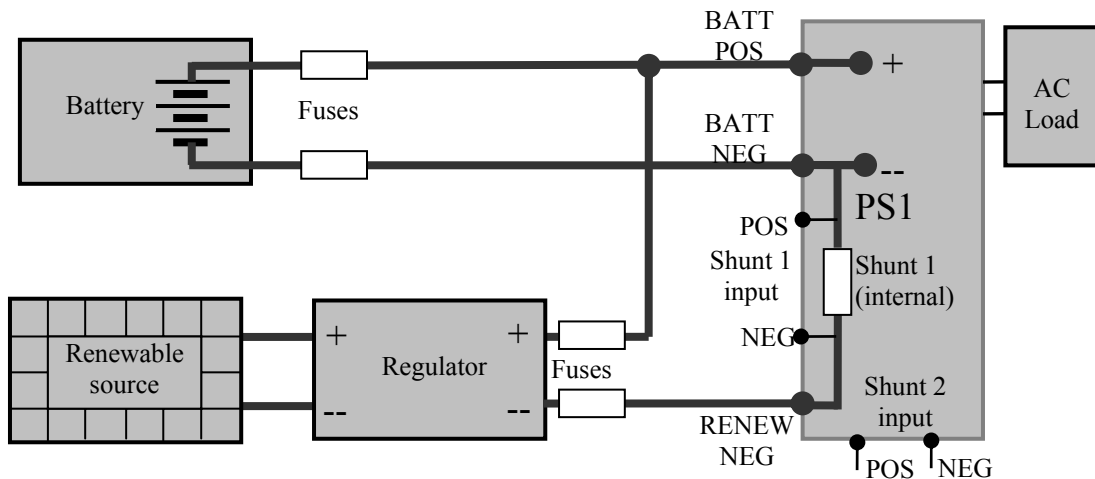 BATT
POS
+
Battery
Fuses
AC
Load
BATT
NEG
--
PS1
POS
Shunt 1
input
Shunt 1
(internal)
NEG
Renewable
source
+
--
Regulator
+
--
Fuses
Shunt 2
input
RENEW
NEG
POS
NEG